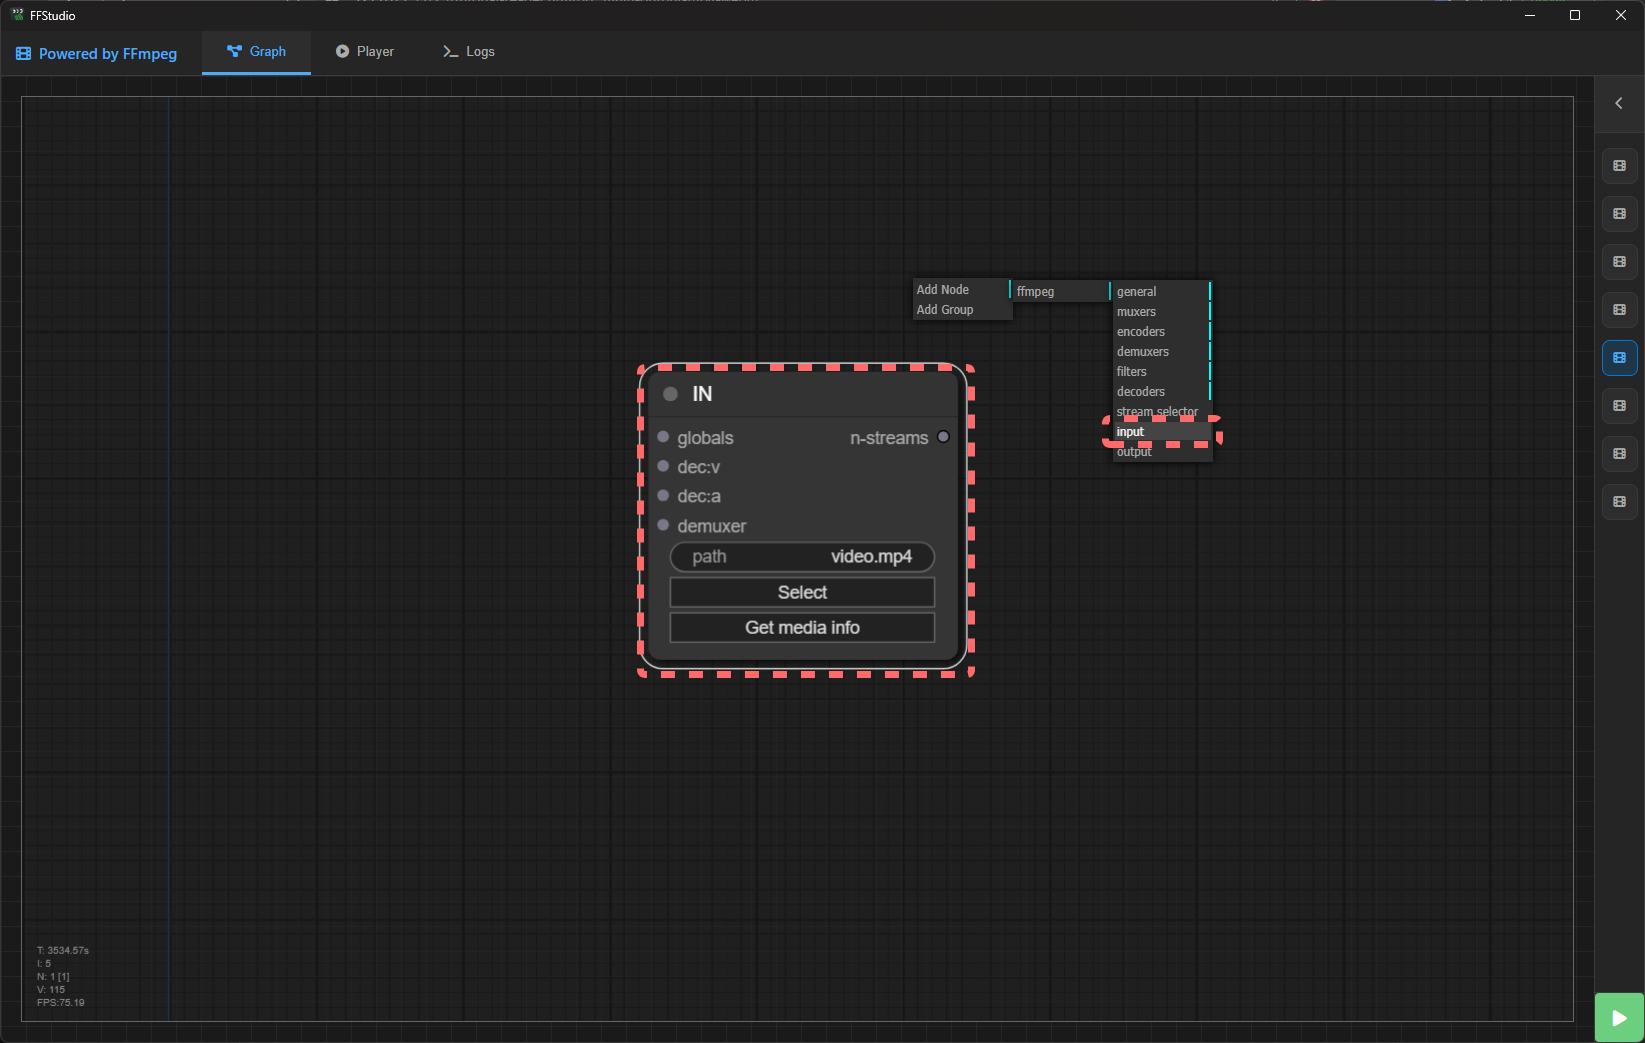 FFStudio
Powered by FFmpeg
Graph
Player
Logs
Add Node
Add Group
ffmpeg
general
muxers
encoders
demuxers
filters
decoders
stream selector
input
output
IN
globals
n-streams
dec:v
dec:a
demuxer
path video.mp4
Select
Get media info
T: 3534.57s
I: 5
N: 1 [1]
V: 115
FPS:75.19